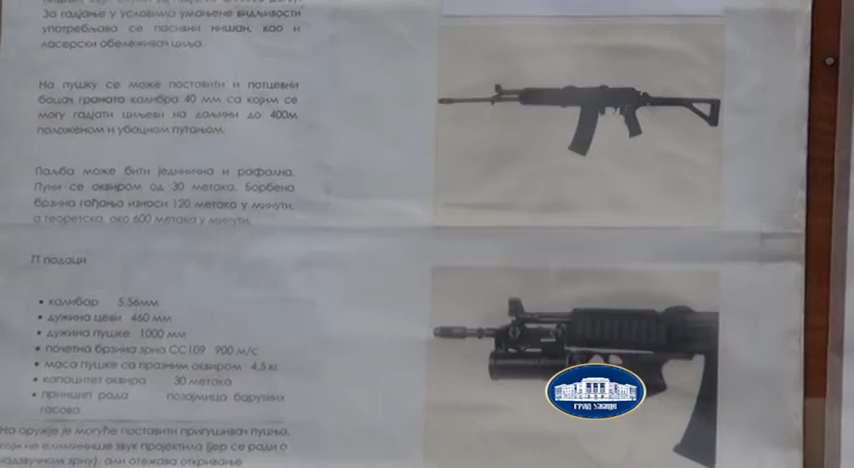 За гађање у условима умањене видљивости
употребљава се пасивни нишан, као и
ласерски обележивач циља.
На пушку се може поставити и потцевни
бацач граната калибра 40 мм са којим се
могу гађати циљеви на даљини до 400м
положеном и убацном путањом.
Паљба може бити јединична и рафална.
Пуни се оквиром од 30 метака. Борбена
брзина гађања износи 120 метака у минути,
а теоретска, око 600 метака у минути.
ТТ подаци
• калибар 5,56мм
• дужина цеви 460 мм
• дужина пушке 1000 мм
• почетна брзина зрна СС109 900 м/с
• маса пушке са празним оквиром 4,5 кг
• капацитет оквира 30 метака
• принцип рада позајмица барутних
гасова
На оружје је могуће поставити пригушивач пуцња,
који не елиминише звук пројектила (јер се ради о
надзвучном зрну), али отежава откривање
ГРАД УЖИЦЕ